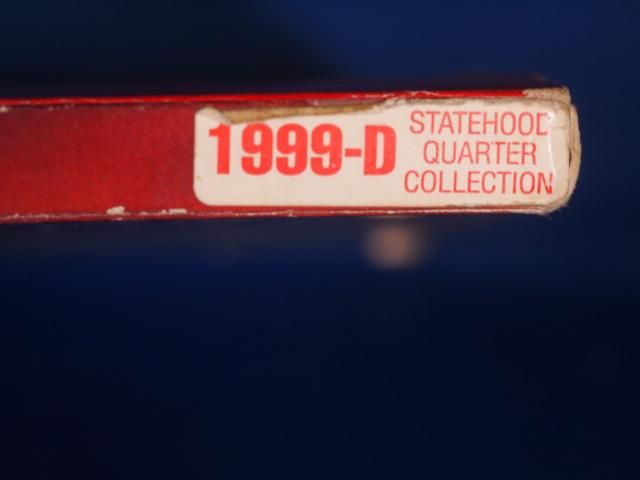 1999-D
STATEHOOD
QUARTER
COLLECTION